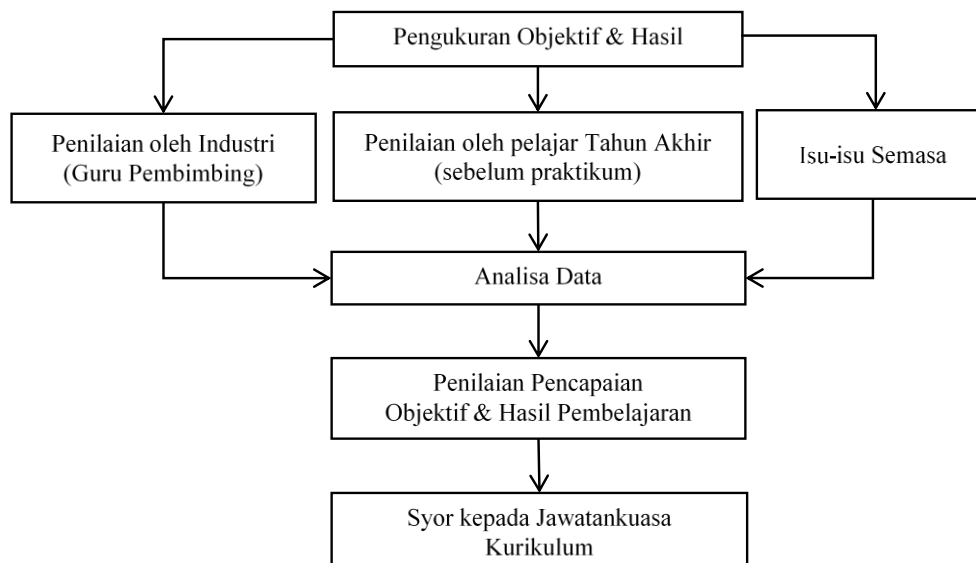 Pengukuran Objektif & Hasil
Penilaian oleh Industri
(Guru Pembimbing)
Penilaian oleh pelajar Tahun Akhir
(sebelum praktikum)
Isu-isu Semasa
Analisa Data
Penilaian Pencapaian
Objektif & Hasil Pembelajaran
Syor kepada Jawatankuasa
Kurikulum